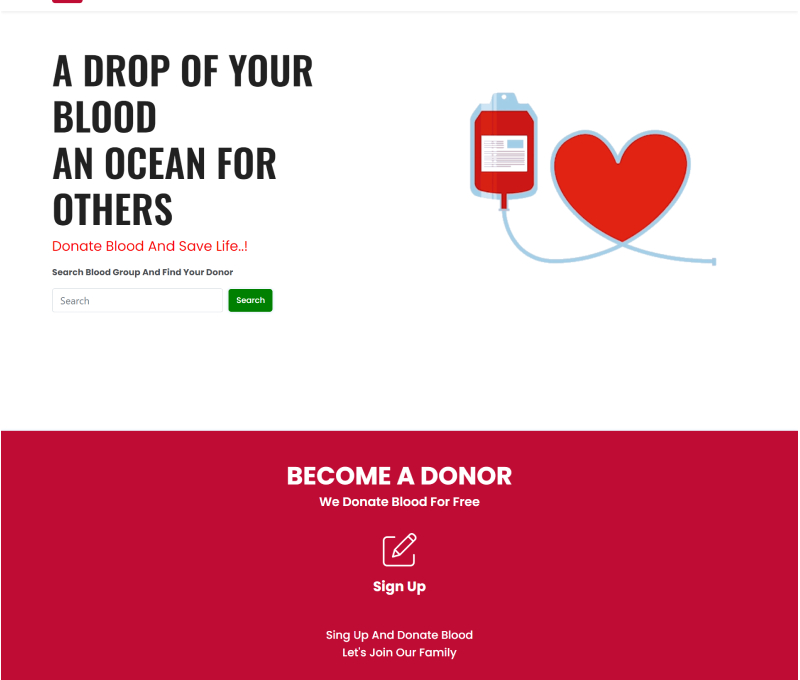 A DROP OF YOUR
BLOOD
AN OCEAN FOR
OTHERS
Donate Blood And Save Life..!
Search Blood Group And Find Your Donor
Search
Search
BECOME A DONOR
We Donate Blood For Free
Sign Up
Sing Up And Donate Blood
Let's Join Our Family